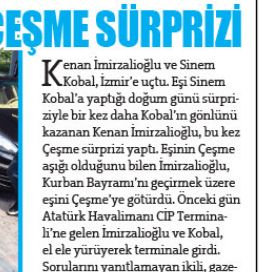 ÇEŞME SÜRPRİZİ
Kenan İmirzalıoğlu ve Sinem
Kobal, İzmir'e uçtu. Eşi Sinem
Kobal'a yaptığı doğum günü sürpri-
ziyle bir kez daha Kobal'ın gönlünü
kazanan Kenan İmirzalıoğlu, bu kez
Çeşme sürprizi yaptı. Eşinin Çeşme
aşığı olduğunu bilen İmirzalıoğlu,
Kurban Bayramı'nı geçirmek üzere
eşini Çeşme'ye götürdü. Önceki gün
Atatürk Havalimanı CİP Termina-
li'ne gelen İmirzalıoğlu ve Kobal,
el ele yürüyerek terminale girdi.
Sorularını yanıtlamayan ikili, gaze-